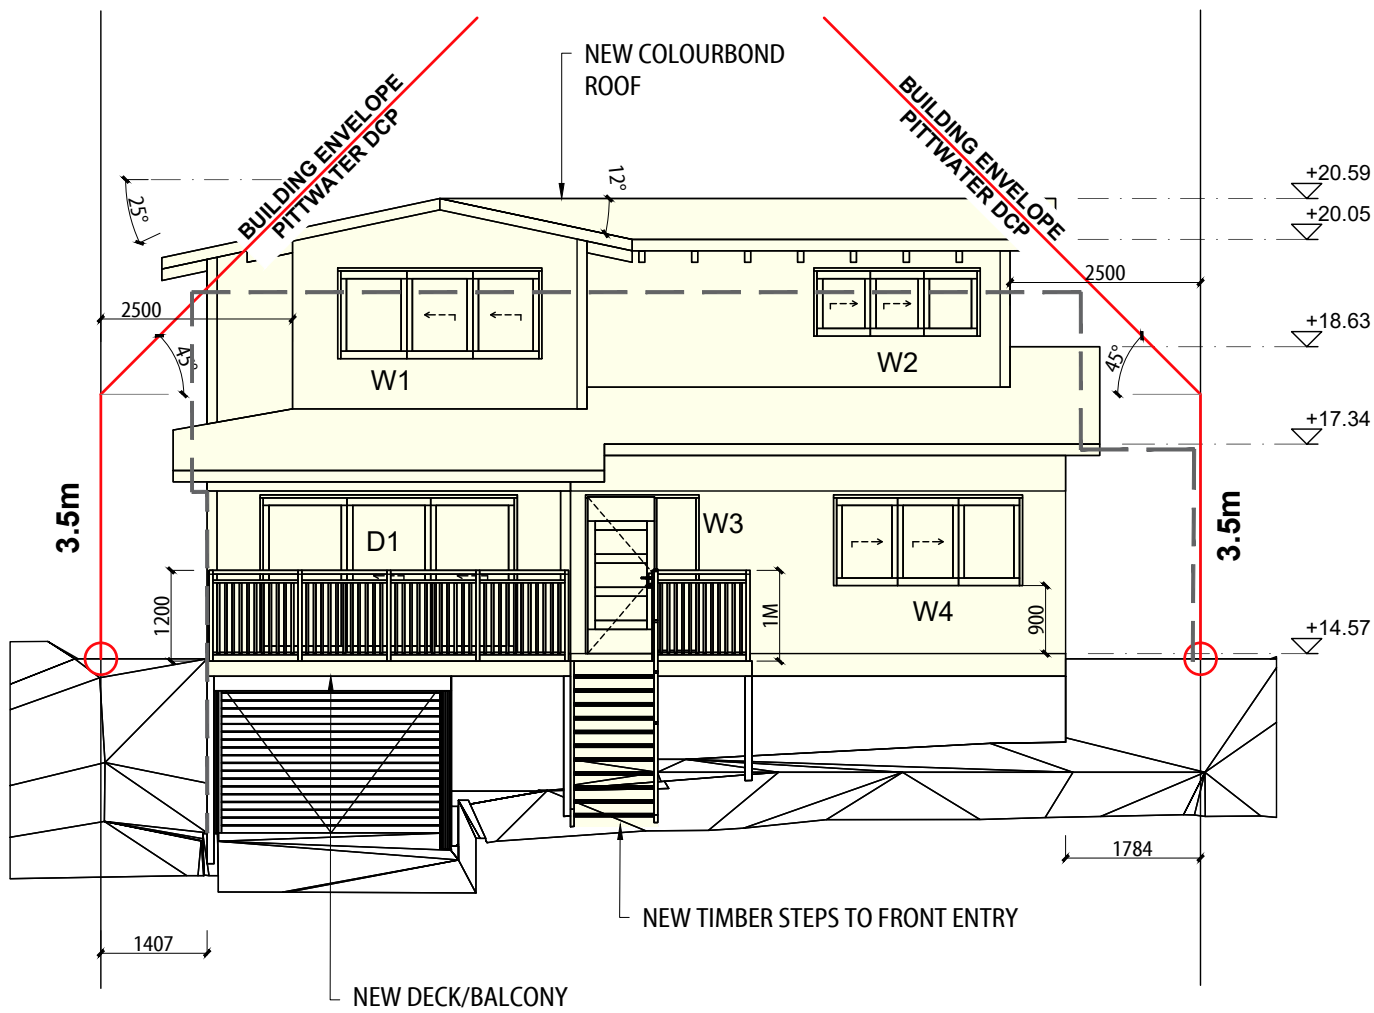 NEW COLOURBOND
ROOF
BUILDING ENVELOPE
PITTWATER DCP
BUILDING ENVELOPE
PITTWATER DCP
25°
12°
+20.59
+20.05
2500
2500
+18.63
45°
45°
W1
W2
+17.34
3.5m
3.5m
D1
W3
W4
1200
1M
900
+14.57
1784
NEW TIMBER STEPS TO FRONT ENTRY
1407
NEW DECK/BALCONY